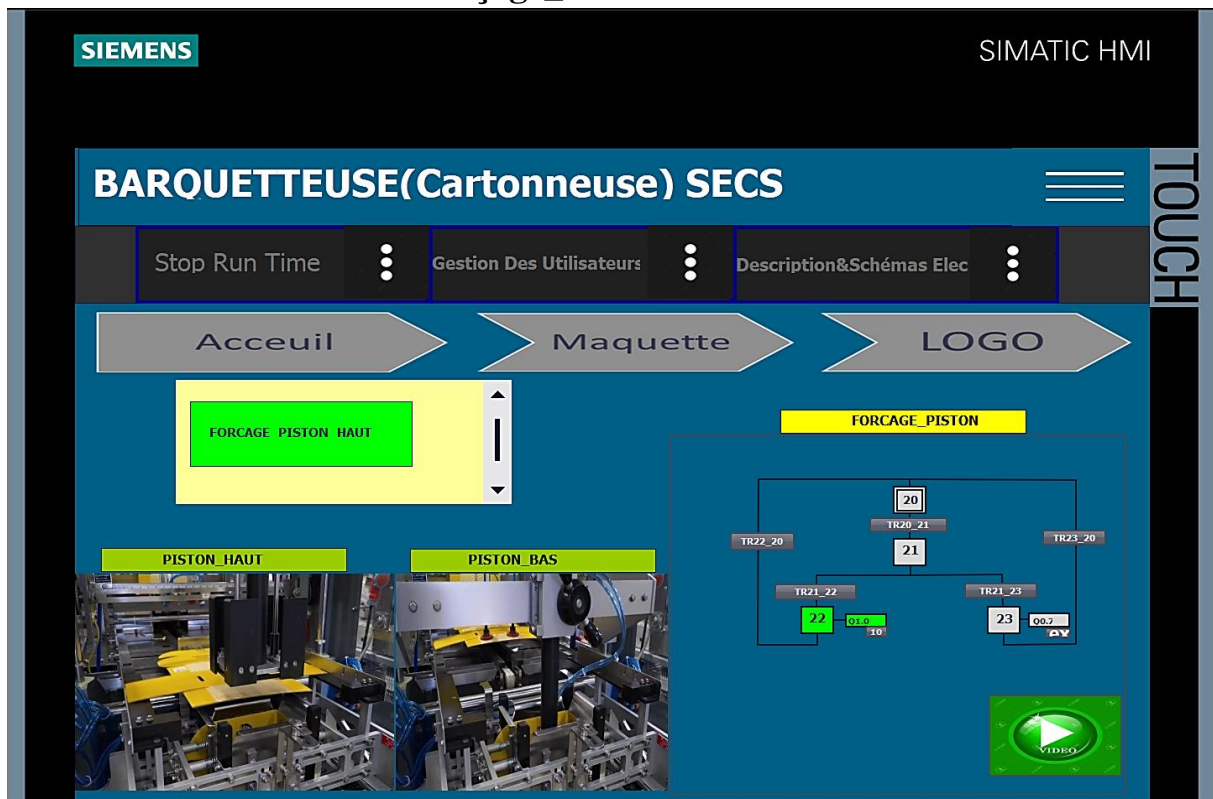 SIEMENS
SIMATIC HMI
TOUCH
BARQUETTEUSE(Cartonneuse) SECS
Stop Run Time
Gestion Des Utilisateurs
Description&Schémas Elec
Acceuil
Maquette
LOGO
FORCAGE PISTON HAUT
FORCAGE_PISTON
20
TR20_21
TR22_20
TR23_20
21
TR21_22
TR21_23
22
Q1.0
10
23
Q0.7
PISTON_HAUT
PISTON_BAS
VIDEO